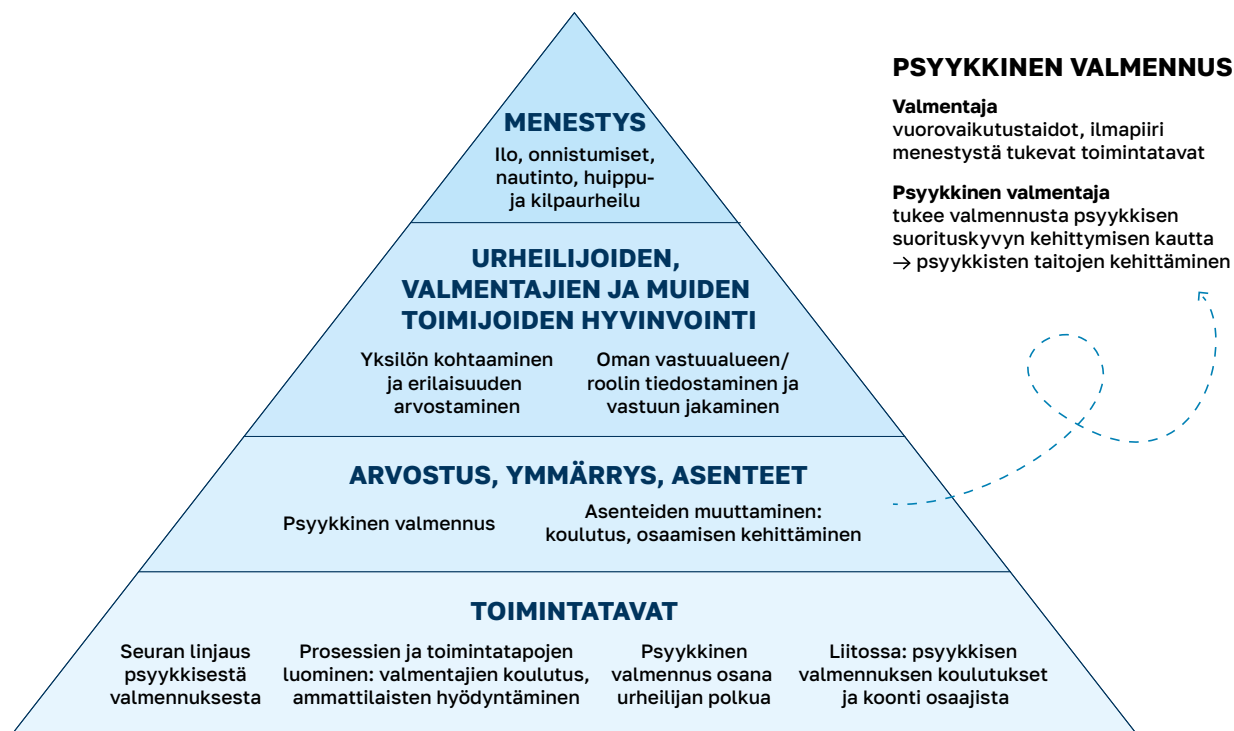 MENESTYS
Ilo, onnistumiset,
nautinto, huippu-
ja kilpaurheilu
URHEILIJOIDEN,
VALMENTAJIEN JA MUIDEN
TOIMIJOIDEN HYVINVOINTI
Yksilön kohtaaminen
ja erilaisuuden
arvostaminen
Oman vastuualueen/
roolin tiedostaminen ja
vastuun jakaminen
ARVOSTUS, YMMÄRRYS, ASENTEET
Psyykkinen valmennus
Asenteiden muuttaminen:
koulutus, osaamisen kehittäminen
TOIMINTATAVAT
Seuran linjaus
psyykkisestä
valmennuksesta
Prosessien ja toimintatapojen
luominen: valmentajien koulutus,
ammattilaisten hyödyntäminen
Psyykkinen
valmennus osana
urheilijan polkua
Liitossa: psyykkisen
valmennuksen koulutukset
ja koonti osaajista
PSYYKKINEN VALMENNUS
Valmentaja
vuorovaikutustaidot, ilmapiiri
menestystä tukevat toimintatavat
Psyykkinen valmentaja
tukee valmennusta psyykkisen
suorituskyvyn kehittymisen kautta
→ psyykkisten taitojen kehittäminen